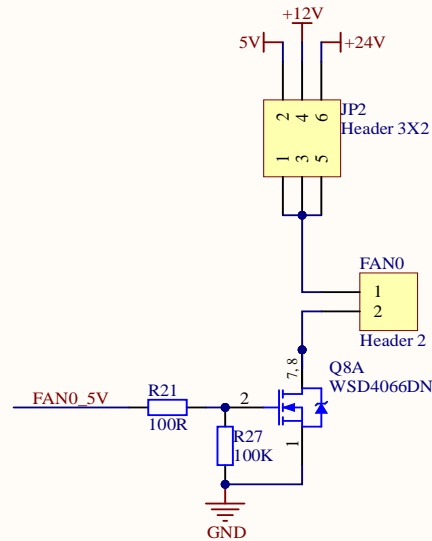 +12V
5V
+24V
2
4
6
JP2
Header 3X2
1
3
5
FAN0
1
2
Header 2
7, 8
Q8A
WSD4066DN
FAN0_5V
R21
100R
2
R27
100K
1
GND